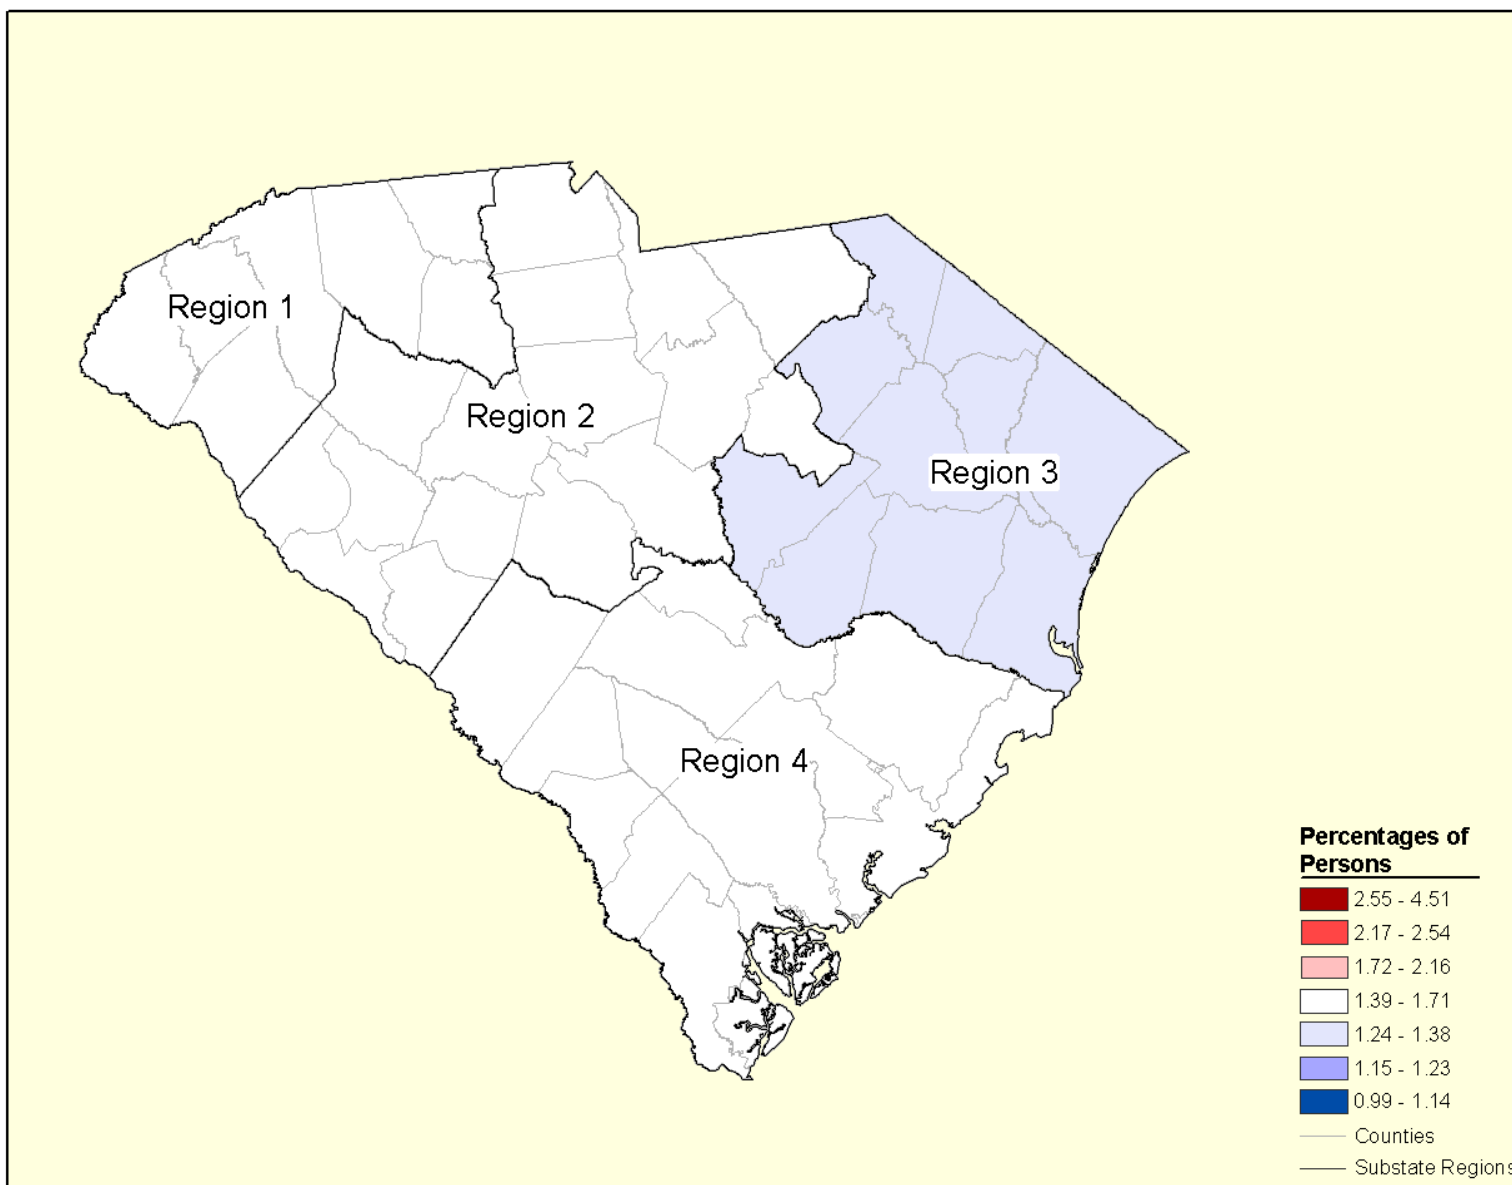 Region 1
Region 2
Region 3
Region 4
Percentages of
Persons
2.55 - 4.51
2.17 - 2.54
1.72 - 2.16
1.39 - 1.71
1.24 - 1.38
1.15 - 1.23
0.99 - 1.14
Counties
Substate Regions